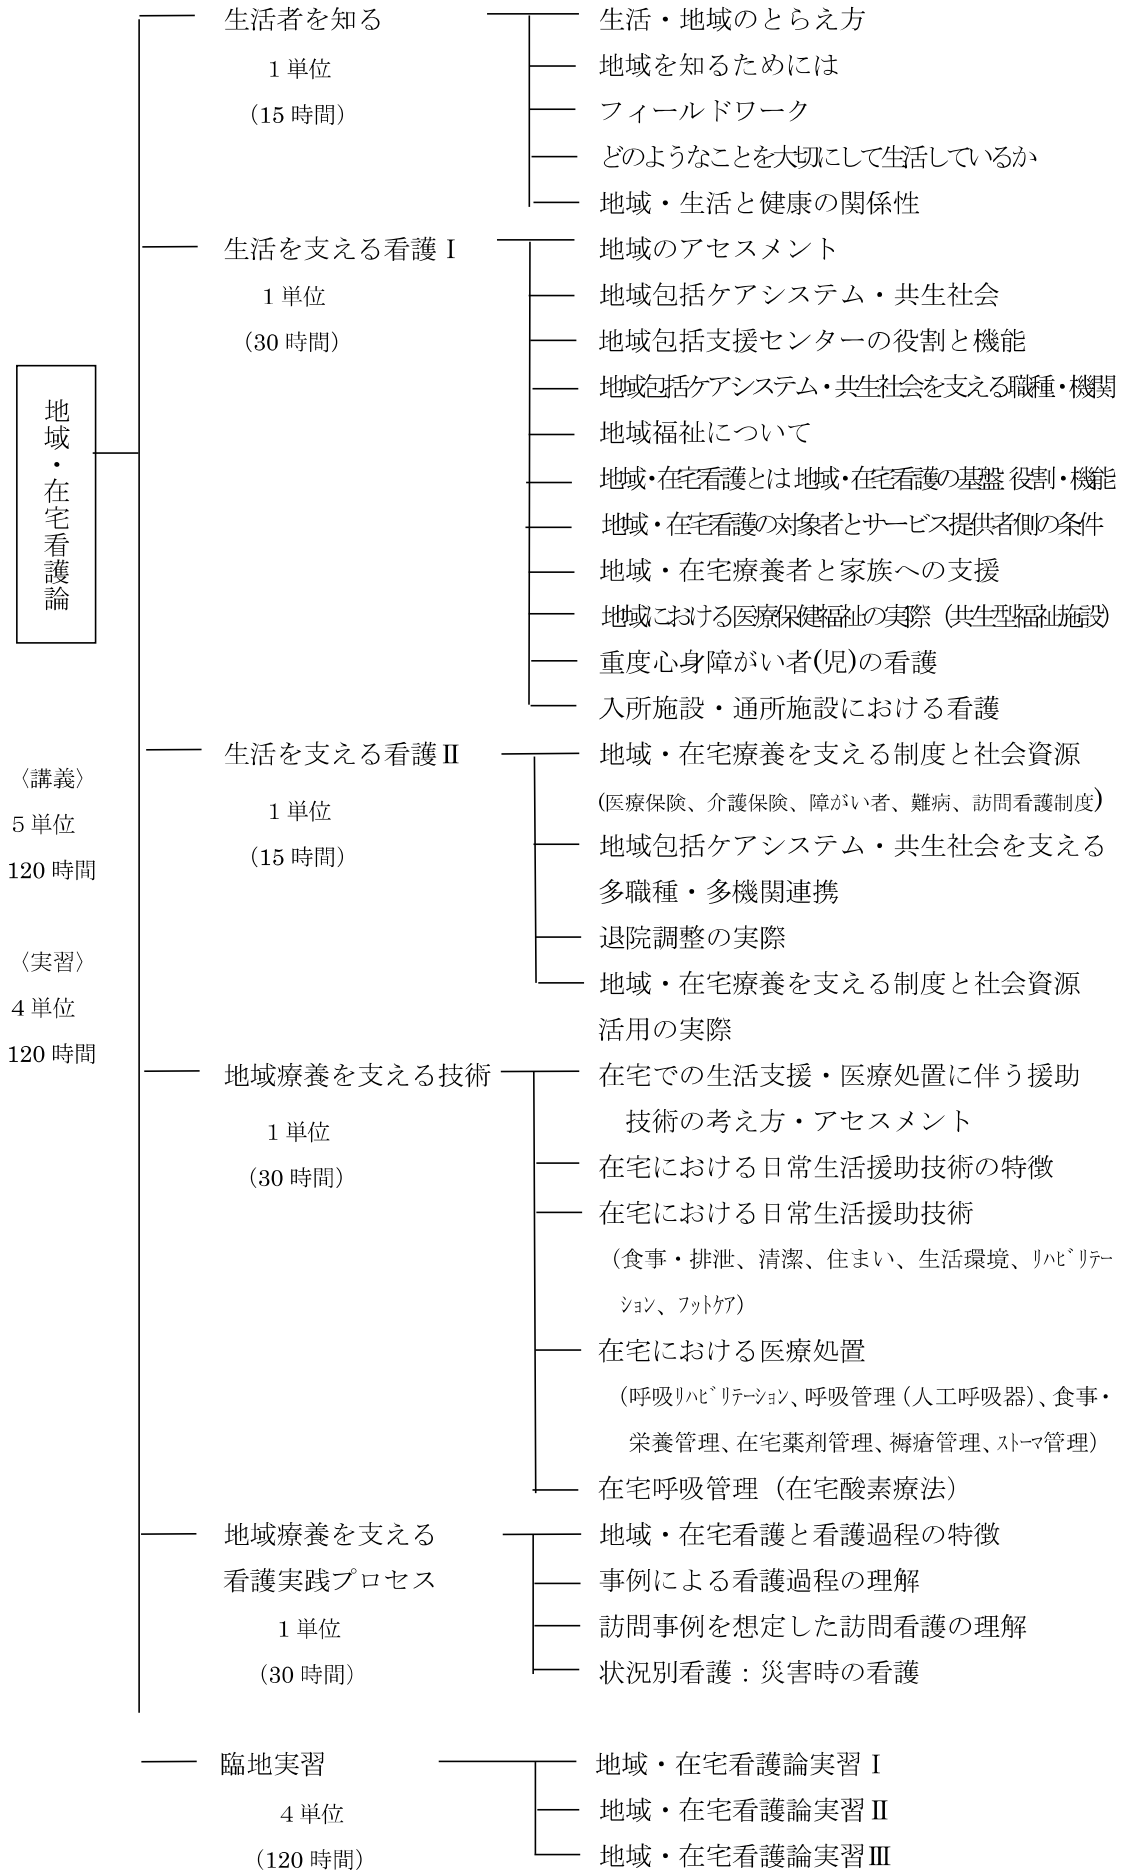 地域・在宅看護論
〈講義〉
5 単位
120 時間
〈実習〉
4 単位
120 時間
生活者を知る
1 単位
（15 時間）
生活・地域のとらえ方
地域を知るためには
フィールドワーク
どのようなことを大切にして生活しているか
地域・生活と健康の関係性
生活を支える看護Ⅰ
1 単位
（30 時間）
地域のアセスメント
地域包括ケアシステム・共生社会
地域包括支援センターの役割と機能
地域包括ケアシステム・共生社会を支える職種・機関
地域福祉について
地域・在宅看護とは 地域・在宅看護の基盤 役割・機能
地域・在宅看護の対象者とサービス提供者側の条件
地域・在宅療養者と家族への支援
地域における医療保健福祉の実際（共生型福祉施設）
重度心身障がい者(児)の看護
入所施設・通所施設における看護
生活を支える看護Ⅱ
1 単位
（15 時間）
地域・在宅療養を支える制度と社会資源
(医療保険、介護保険、障がい者、難病、訪問看護制度)
地域包括ケアシステム・共生社会を支える
多職種・多機関連携
退院調整の実際
地域・在宅療養を支える制度と社会資源
活用の実際
地域療養を支える技術
1 単位
（30 時間）
在宅での生活支援・医療処置に伴う援助
技術の考え方・アセスメント
在宅における日常生活援助技術の特徴
在宅における日常生活援助技術
（食事・排泄、清潔、住まい、生活環境、ﾘﾊﾋﾞﾘﾃｰ
ｼｮﾝ、ﾌｯﾄｹｱ）
在宅における医療処置
（呼吸ﾘﾊﾋﾞﾘﾃｰｼｮﾝ、呼吸管理（人工呼吸器）、食事・
栄養管理、在宅薬剤管理、褥瘡管理、ｽﾄｰﾏ管理）
在宅呼吸管理（在宅酸素療法）
地域療養を支える
看護実践プロセス
1 単位
（30 時間）
地域・在宅看護と看護過程の特徴
事例による看護過程の理解
訪問事例を想定した訪問看護の理解
状況別看護：災害時の看護
臨地実習
4 単位
（120 時間）
地域・在宅看護論実習Ⅰ
地域・在宅看護論実習Ⅱ
地域・在宅看護論実習Ⅲ